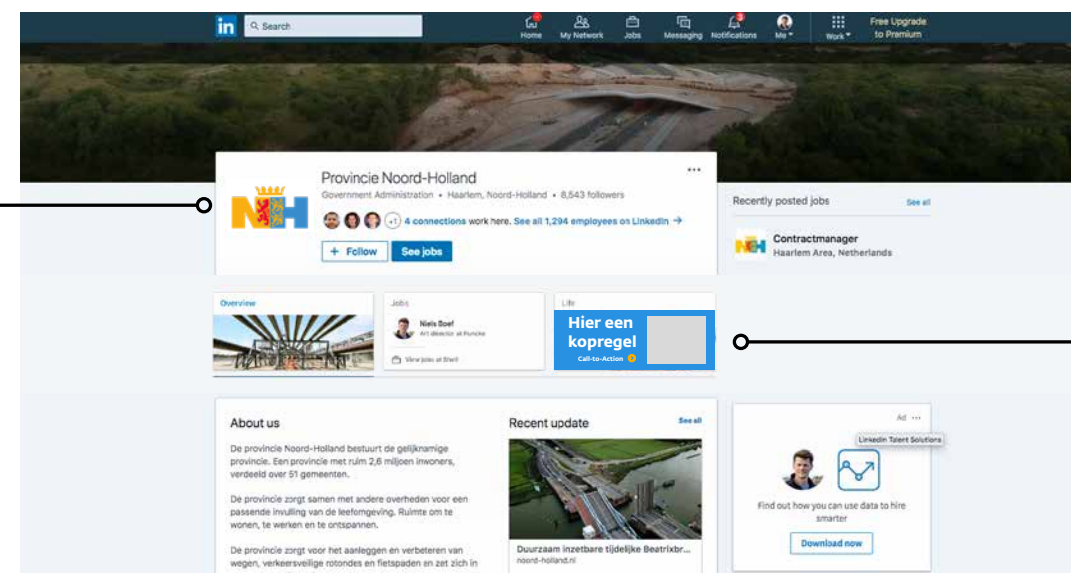 in
Search
Home
My Network
Jobs
Messaging
Notifications
Me
Work
Free Upgrade
to Premium
Provincie Noord-Holland
Government Administration • Haarlem, Noord-Holland • 8,543 followers
+1 4 connections work here. See all 1,294 employees on LinkedIn →
+ Follow
See jobs
Recently posted jobs
See all
Contractmanager
Haarlem Area, Netherlands
Overview
Jobs
Niels Boef
Art director at Funcke
View jobs at Shell
Life
Hier een
kopregel
Call-to-Action
About us
De provincie Noord-Holland bestuurt de gelijknamige
provincie. Een provincie met ruim 2,6 miljoen inwoners,
verdeeld over 51 gemeenten.
De provincie zorgt samen met andere overheden voor een
passende invulling van de leefomgeving. Ruimte om te
wonen, te werken en te ontspannen.
De provincie zorgt voor het aanleggen en verbeteren van
wegen, verkeersveilige rotondes en fietspaden en zet zich in
Recent update
See all
Duurzaam inzetbare tijdelijke Beatrixbr...
noord-holland.nl
Ad
LinkedIn Talent Solutions
Find out how you can use data to hire
smarter
Download now